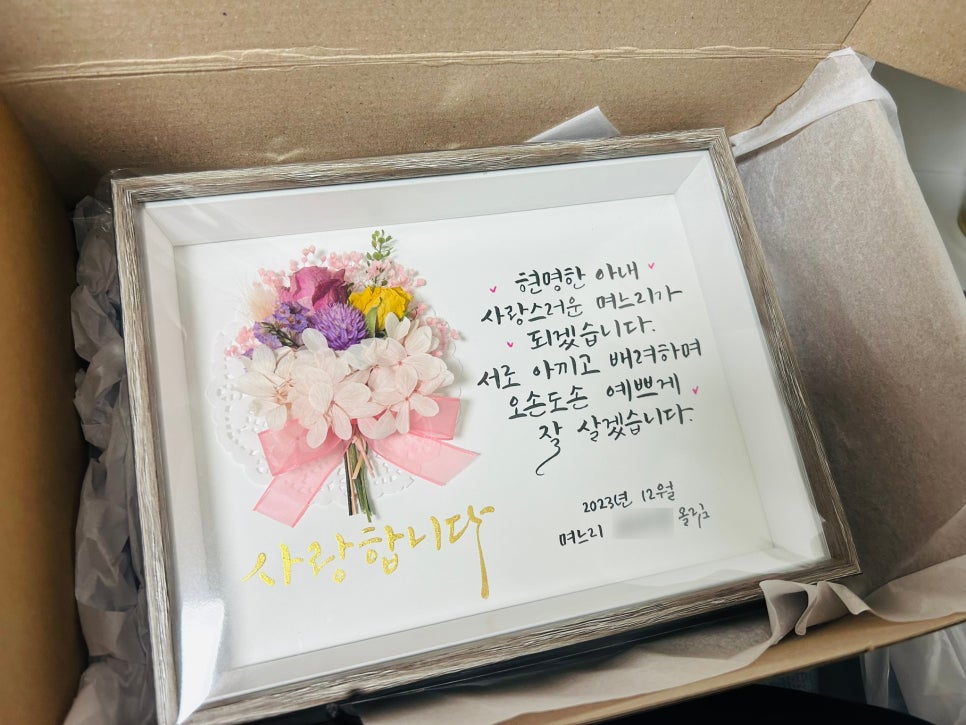 현명한 아내
사랑스러운 며느리가
되겠습니다.
서로 아끼고 배려하며
오손도손 예쁘게
잘 살겠습니다.
2023년 12월
며느리 올림
사랑합니다